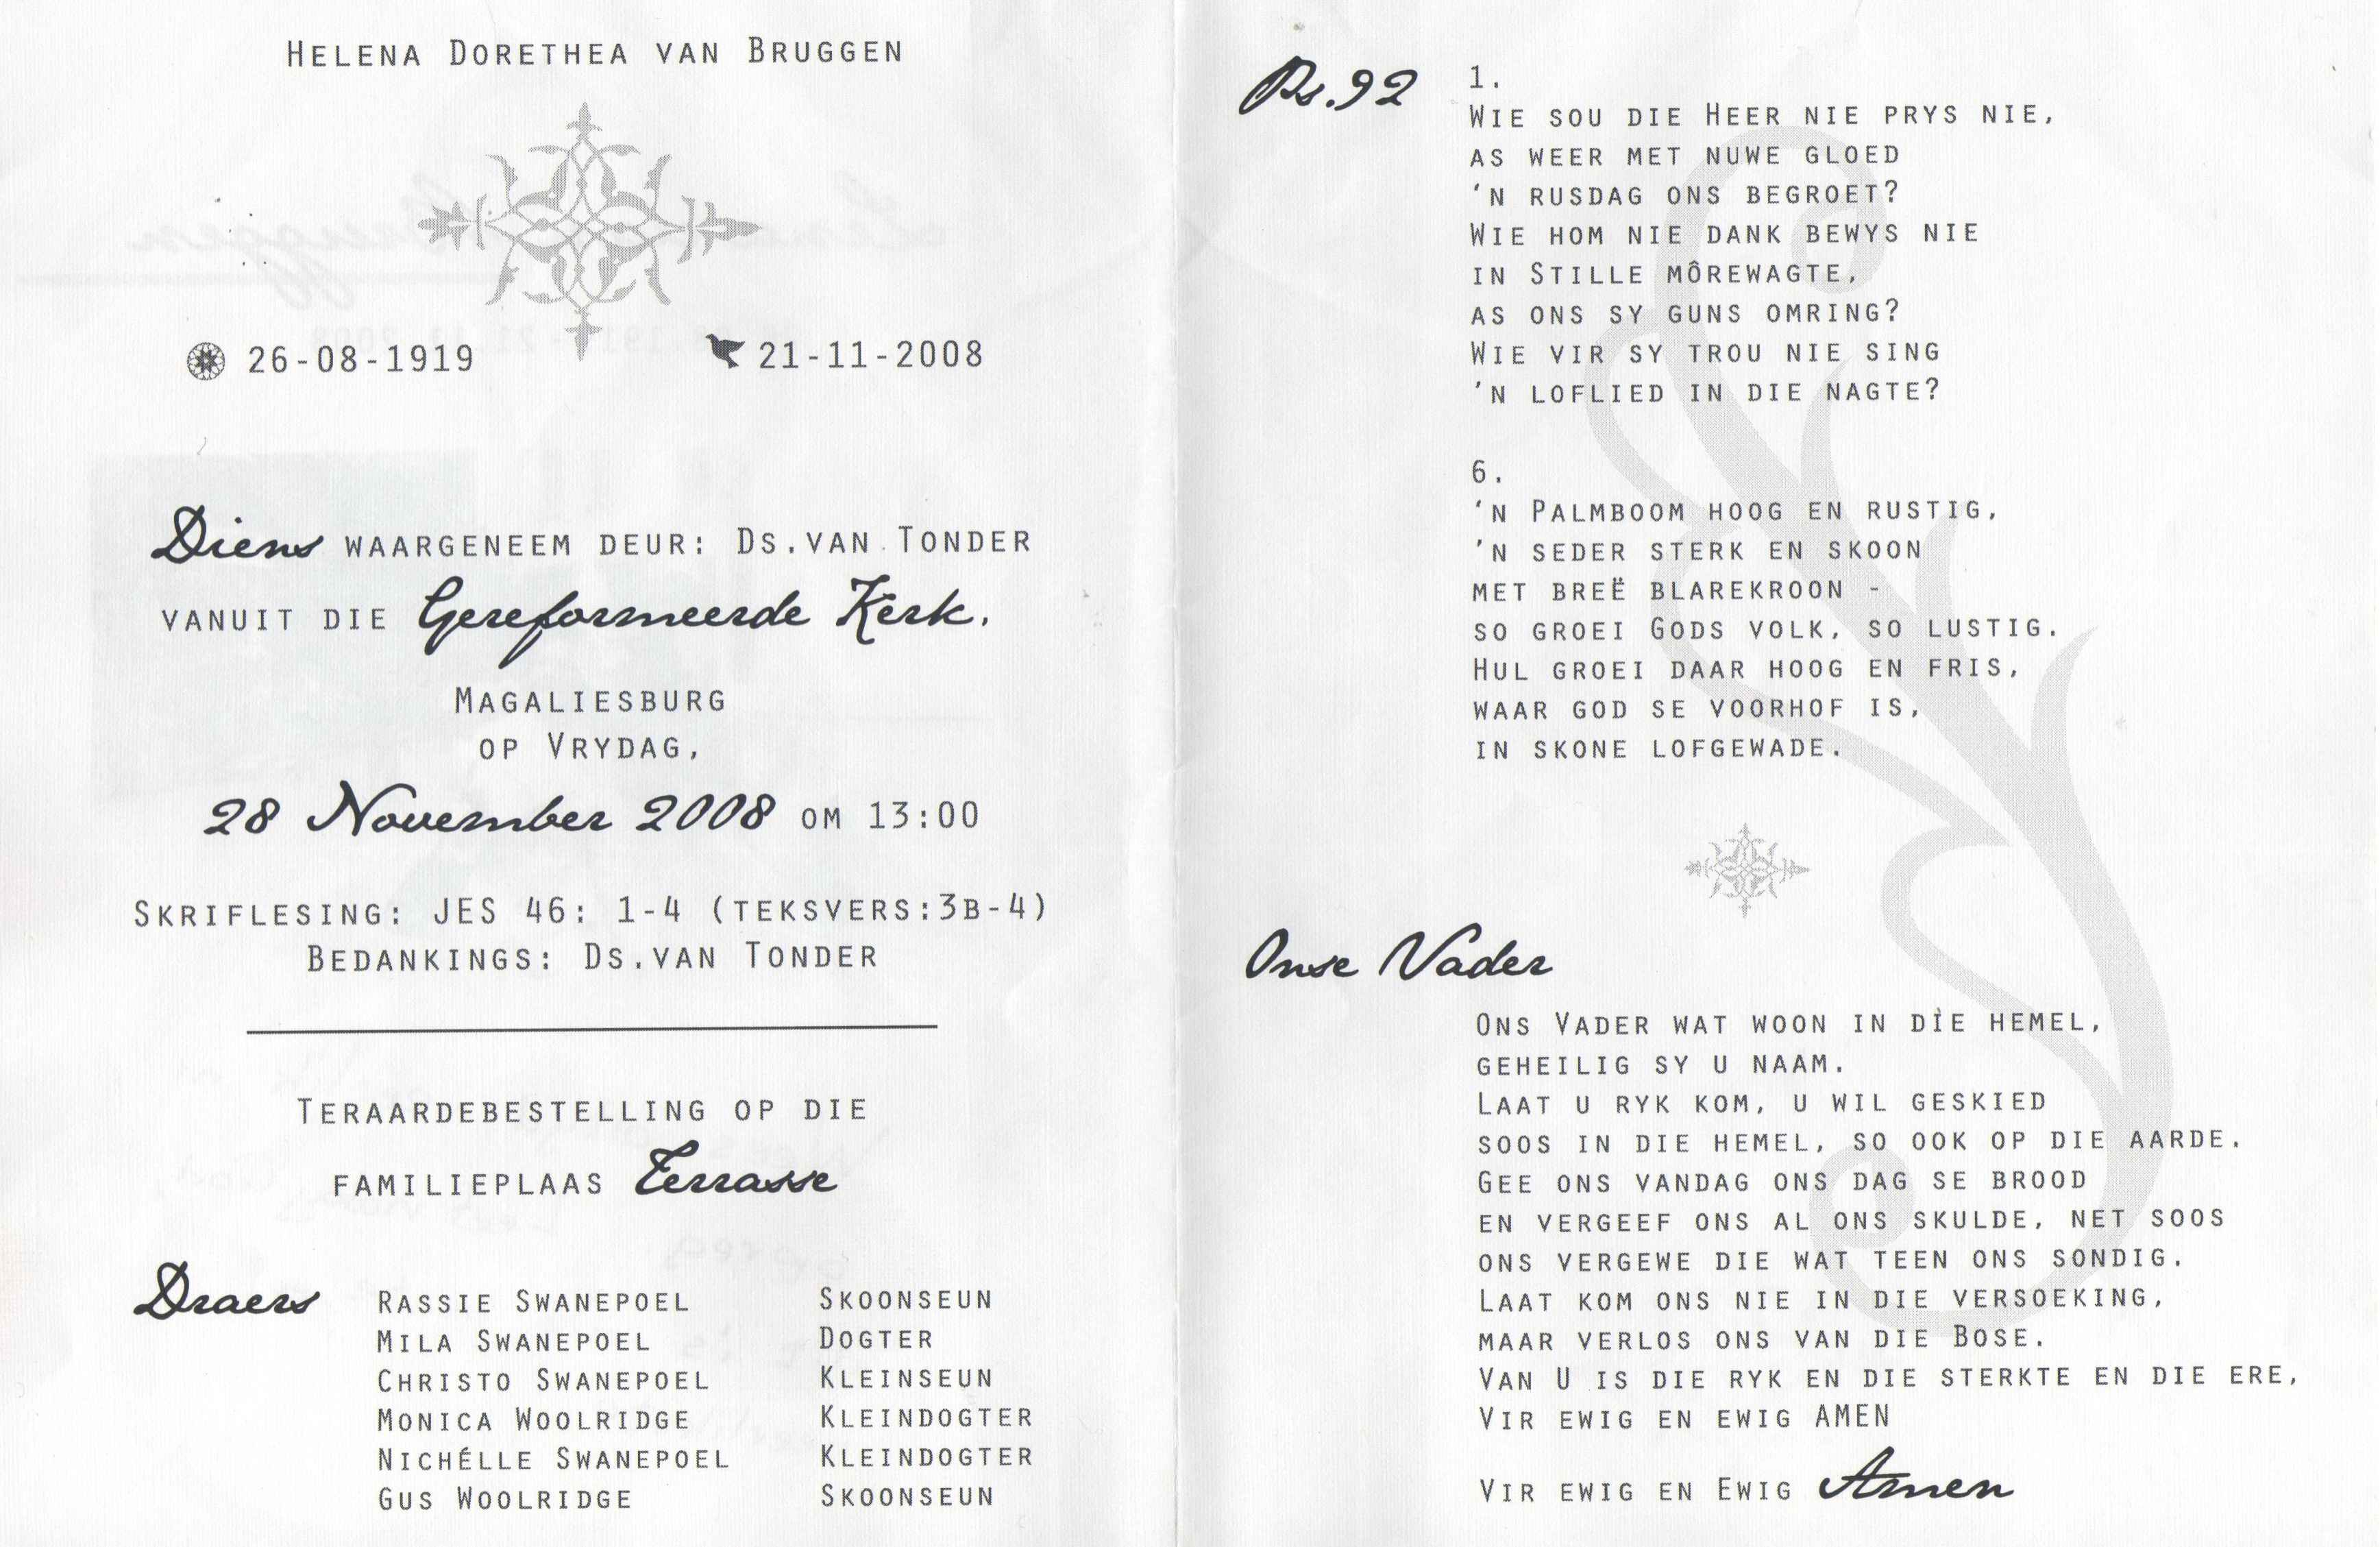 Helena Dorethea van Bruggen
26-08-1919 21-11-2008
Diens waargeneem deur: Ds.van Tonder
vanuit die Gereformeerde Kerk.
Magaliesburg
op Vrydag,
28 November 2008 om 13:00
Skriflesing: JES 46: 1-4 (teksvers:3b-4)
Bedankings: Ds.van Tonder
Teraardebestelling op die
familieplaas Terrasse
Draers Rassie Swanepoel Skoonseun
Mila Swanepoel Dogter
Christo Swanepoel Kleinseun
Monica Woolridge Kleindogter
Nichélle Swanepoel Kleindogter
Gus Woolridge Skoonseun
Ps.92 1.
Wie sou die Heer nie prys nie,
as weer met nuwe gloed
'n rusdag ons begroet?
Wie hom nie dank bewys nie
in Stille môrewagte,
as ons sy guns omring?
Wie vir sy trou nie sing
'n loflied in die nagte?
6.
'n Palmboom hoog en rustig,
'n seder sterk en skoon
met breë blarekroon -
so groei Gods volk, so lustig.
Hul groei daar hoog en fris,
waar God se voorhof is,
in skone lofgewade.
Onse Vader
Ons Vader wat woon in die hemel,
geheilig sy U naam.
Laat u ryk kom, u wil geskied
soos in die hemel, so ook op die aarde.
Gee ons vandag ons dag se brood
en vergeef ons al ons skulde, net soos
ons vergewe die wat teen ons sondig.
Laat kom ons nie in die versoeking,
maar verlos ons van die Bose.
Van U is die ryk en die sterkte en die ere,
Vir ewig en ewig AMEN
Vir ewig en Ewig Amen